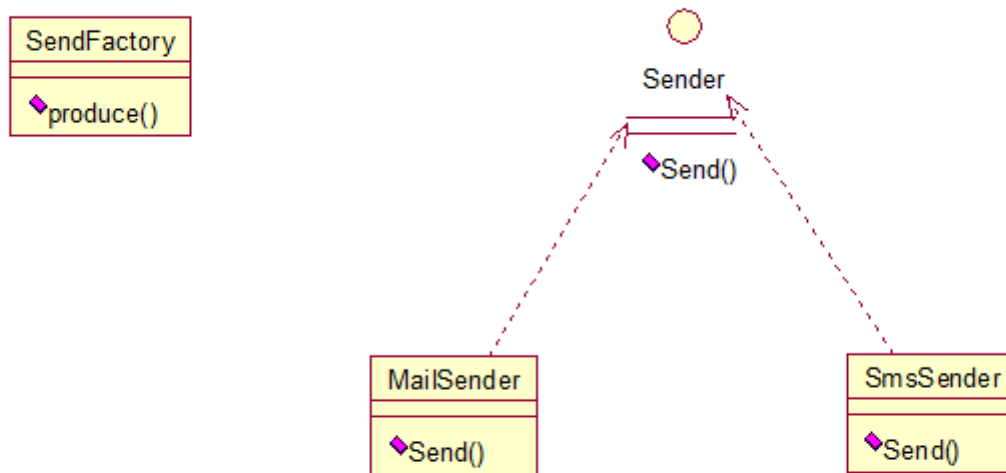 SendFactory
produce()
Sender
Send()
MailSender
Send()
SmsSender
Send()